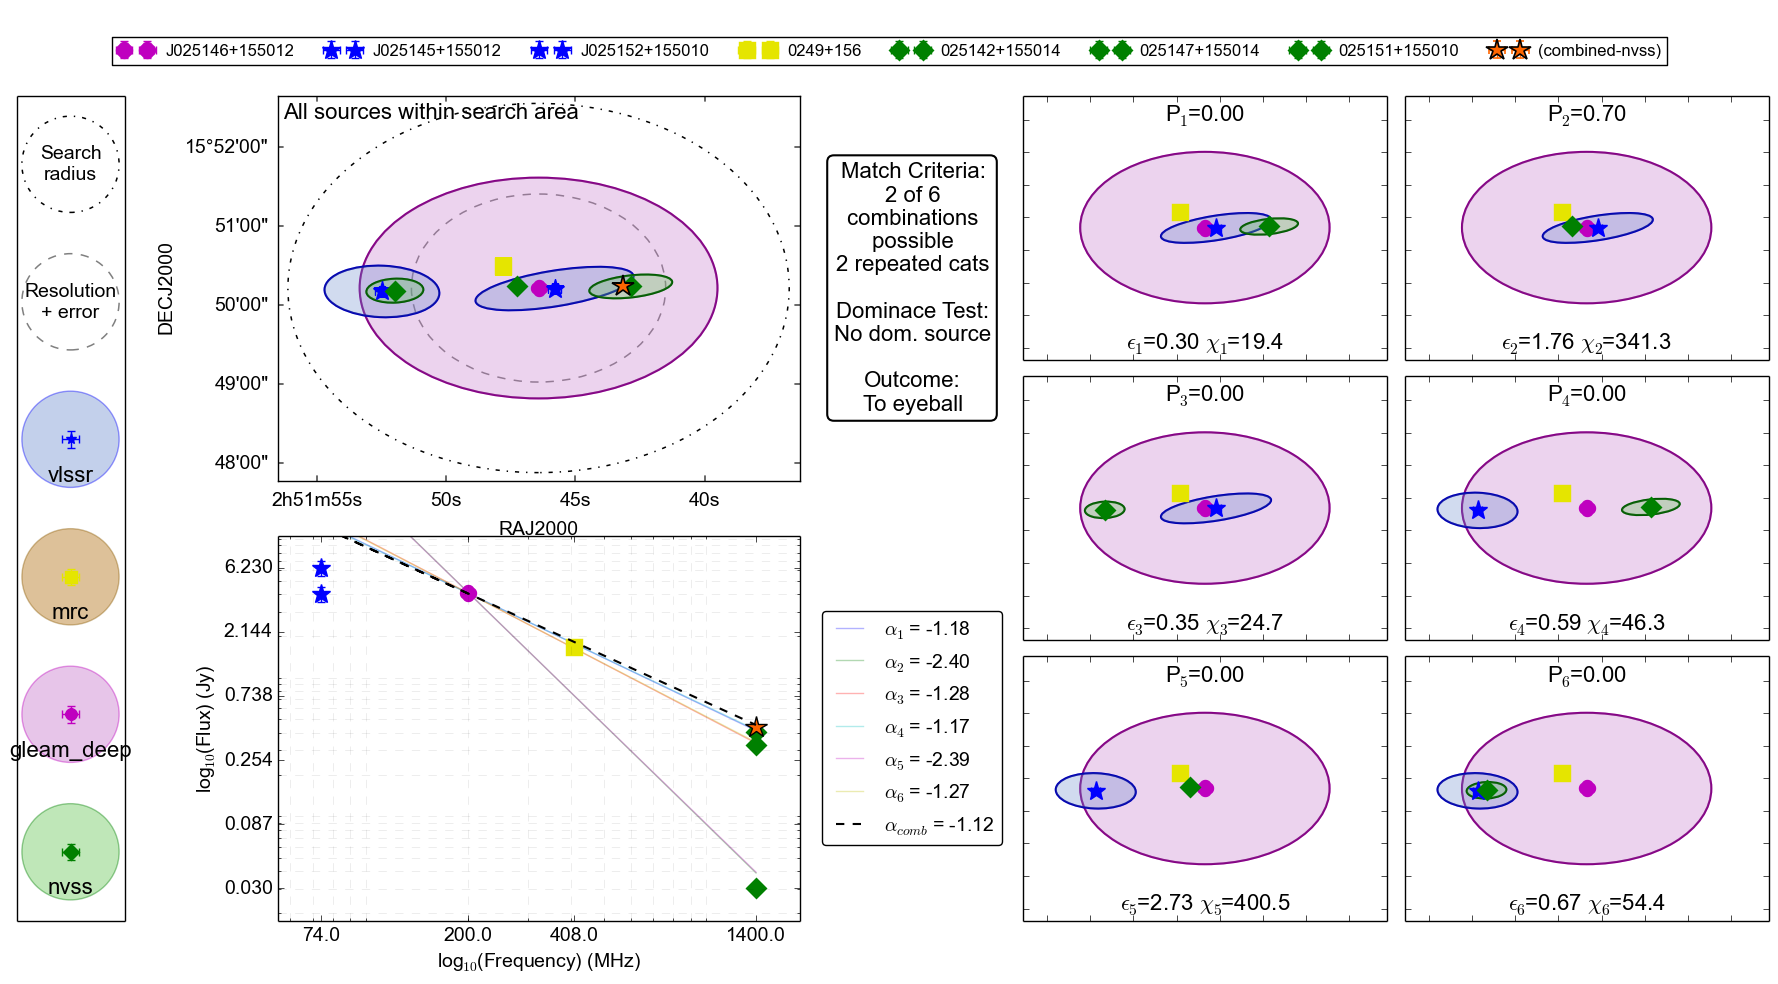 J025146+155012 J025145+155012 J025152+155010 0249+156 025142+155014 025147+155014 025151+155010 (combined-nvss)
Search
radius
Resolution
+ error
vlssr
mrc
gleam_deep
nvss
All sources within search area
DECJ2000
15°52'00"
51'00"
50'00"
49'00"
48'00"
2h51m55s 50s 45s 40s
RAJ2000
Match Criteria:
2 of 6
combinations
possible
2 repeated cats
Dominace Test:
No dom. source
Outcome:
To eyeball
log₁₀(Flux) (Jy)
6.230
2.144
0.738
0.254
0.087
0.030
74.0 200.0 408.0 1400.0
log₁₀(Frequency) (MHz)
α₁ = -1.18
α₂ = -2.40
α₃ = -1.28
α₄ = -1.17
α₅ = -2.39
α₆ = -1.27
α_comb = -1.12
P₁=0.00
ϵ₁=0.30 χ₁=19.4
P₂=0.70
ϵ₂=1.76 χ₂=341.3
P₃=0.00
ϵ₃=0.35 χ₃=24.7
P₄=0.00
ϵ₄=0.59 χ₄=46.3
P₅=0.00
ϵ₅=2.73 χ₅=400.5
P₆=0.00
ϵ₆=0.67 χ₆=54.4